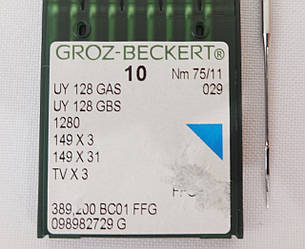 GROZ-BECKERT®
10 Nm 75/11
UY 128 GAS 029
UY 128 GBS
1280
149 X 3
149 X 31
TV X 3
389,200 BC01 FFG
098982729 G